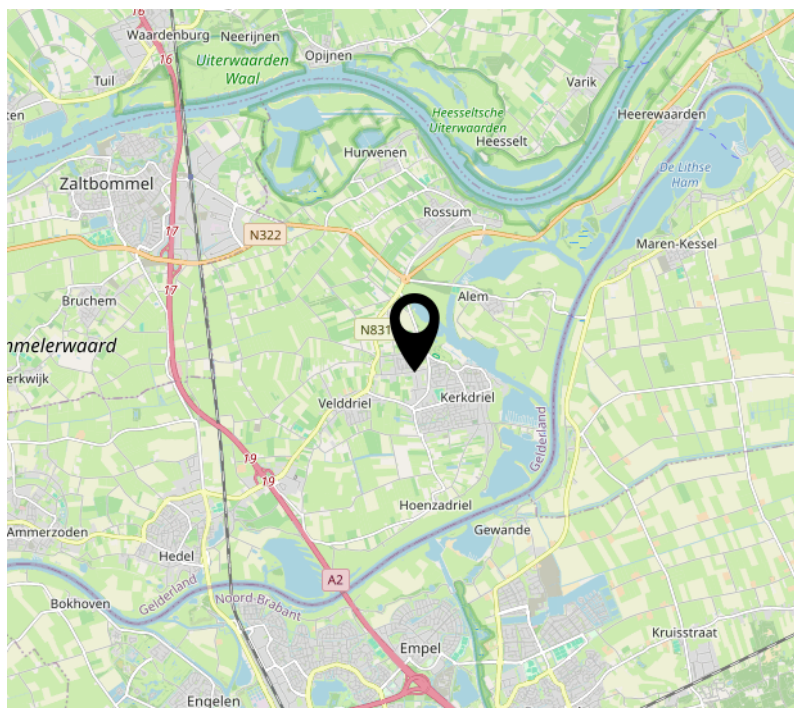 16
Waardenburg
Neerijnen
Opijnen
16
Uiterwaarden
Waal
Tuil
Varik
ten
Heesseltsche
Uiterwaarden
Heerewaarden
Heesselt
Hurwenen
De Lithse
Ham
Zaltbommel
Rossum
17
N322
Maren-Kessel
17
Bruchem
Alem
N831
mmelerwaard
erkwijk
Velddriel
Kerkdriel
Gelderland
19
19
Hoenzadriel
Ammerzoden
Gewande
Hedel
A2
Gelderland
Bokhoven
Noord-Brabant
Kruisstraat
Empel
Engelen